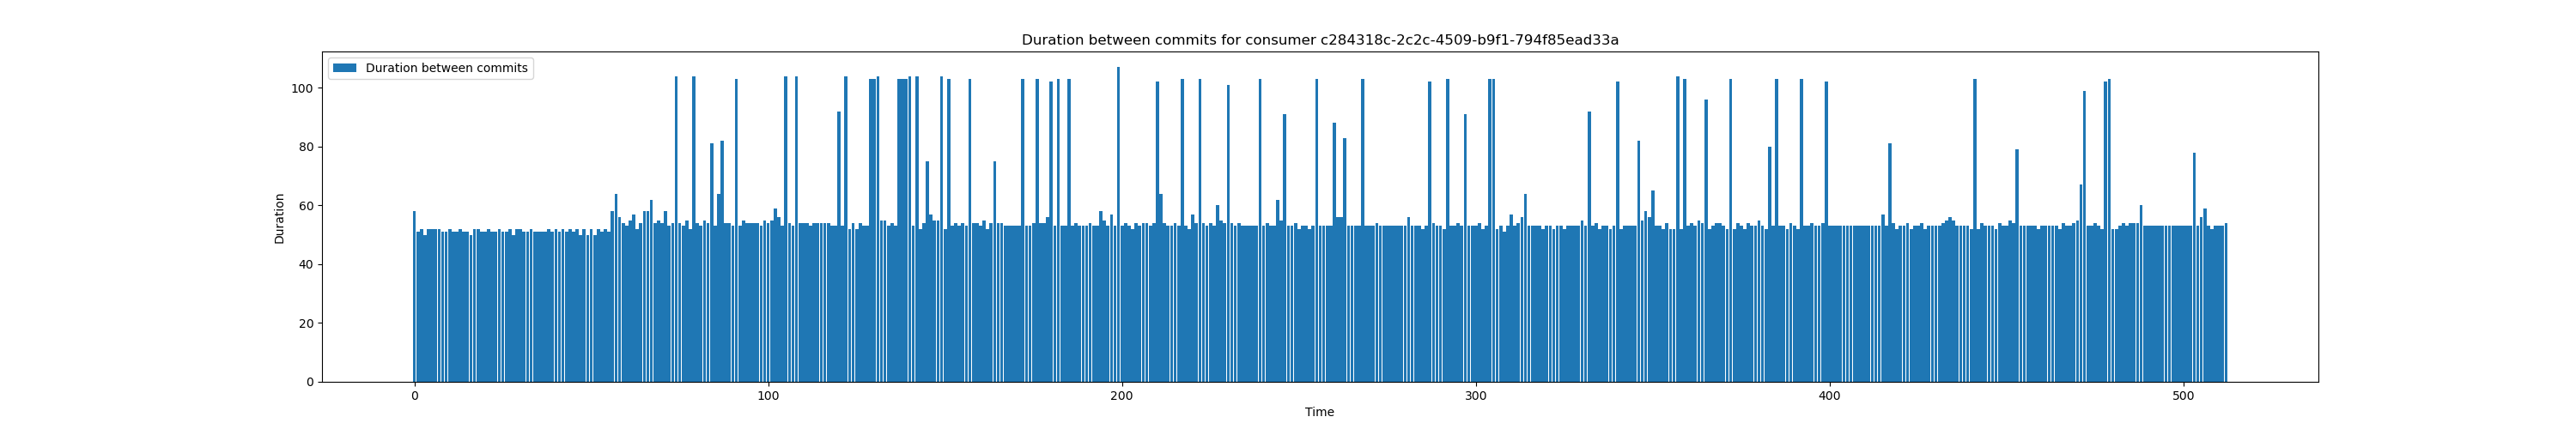 Duration between commits for consumer c284318c-2c2c-4509-b9f1-794f85ead33a
Duration between commits
100
80
60
40
20
0
Duration
0 100 200 300 400 500
Time